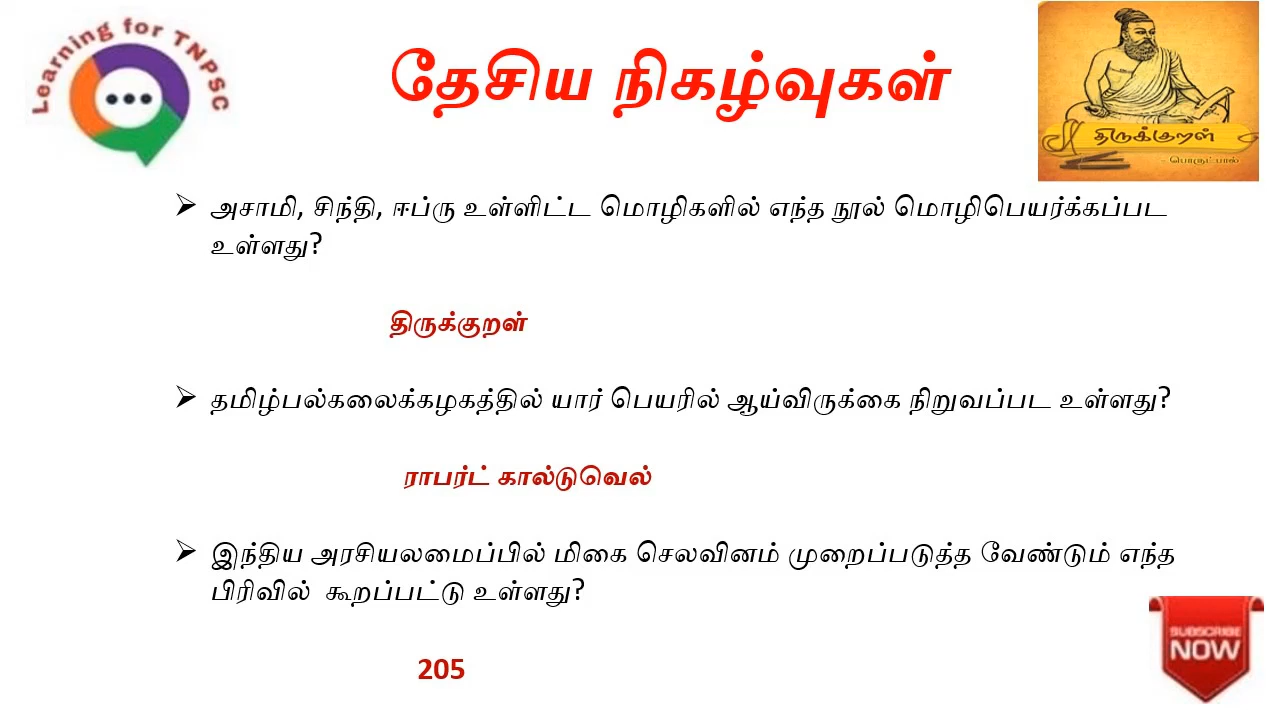 Learning for TNPSC
தேசிய நிகழ்வுகள்
திருக்குறள்
- பொருட்பால்
➢ அசாமி, சிந்தி, ஈப்ரு உள்ளிட்ட மொழிகளில் எந்த நூல் மொழிபெயர்க்கப்பட
உள்ளது?
திருக்குறள்
➢ தமிழ்பல்கலைக்கழகத்தில் யார் பெயரில் ஆய்விருக்கை நிறுவப்பட உள்ளது?
ராபர்ட் கால்டுவெல்
➢ இந்திய அரசியலமைப்பில் மிகை செலவினம் முறைப்படுத்த வேண்டும் எந்த
பிரிவில் கூறப்பட்டு உள்ளது?
205
SUBSCRIBE
NOW